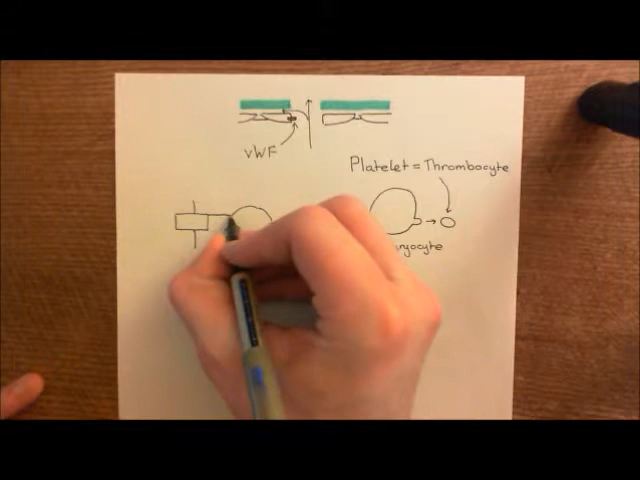 vWF
Platelet = Thrombocyte